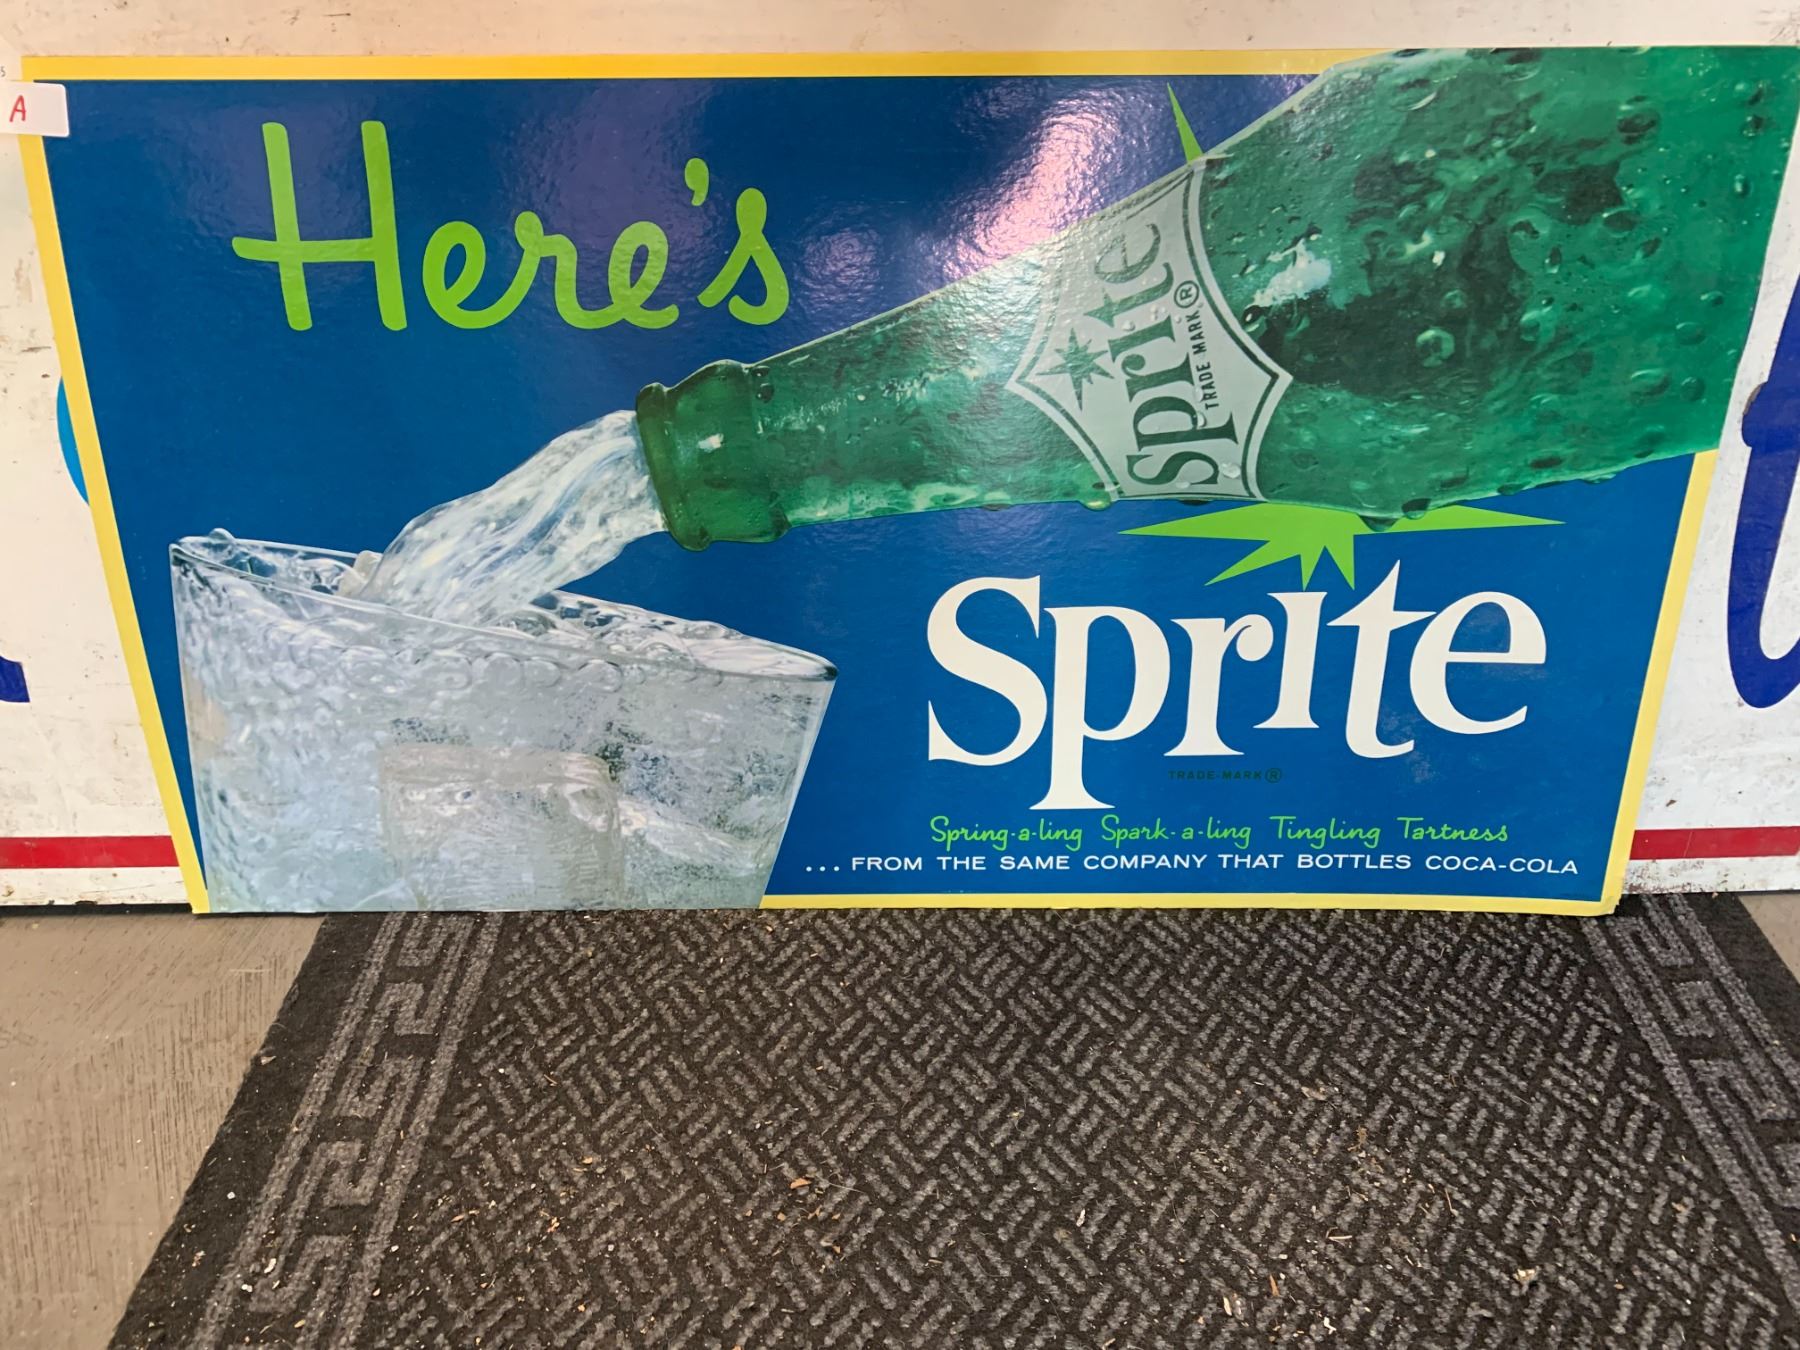 A
Here's
Sprite ®
TRADE MARK
Sprite
TRADE-MARK ®
Spring-a-ling Spark-a-ling Tingling Tartness
... FROM THE SAME COMPANY THAT BOTTLES COCA-COLA